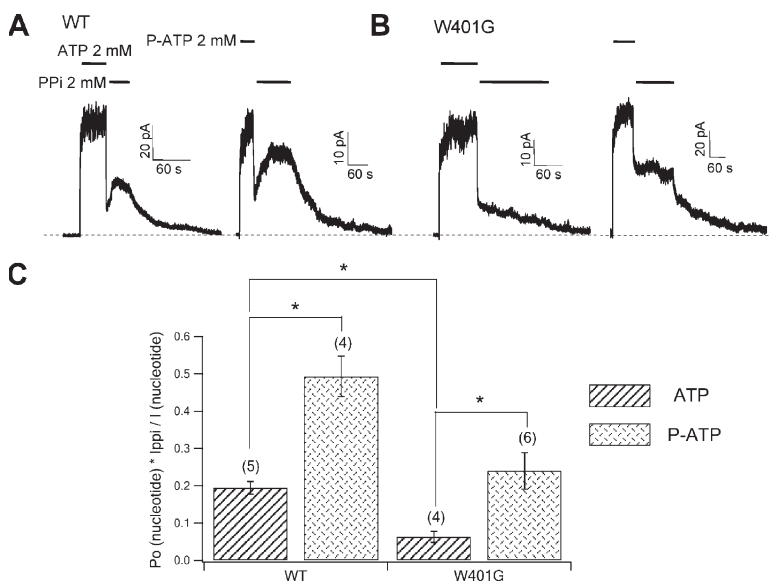 A WT
ATP 2 mM
PPi 2 mM
20 pA
60 s
P-ATP 2 mM
10 pA
60 s
B W401G
10 pA
60 s
20 pA
60 s
C
*
*
*
Po (nucleotide) * Ippi / I (nucleotide)
0.6
0.5
0.4
0.3
0.2
0.1
0.0
(5)
(4)
(4)
(6)
WT
W401G
ATP
P-ATP